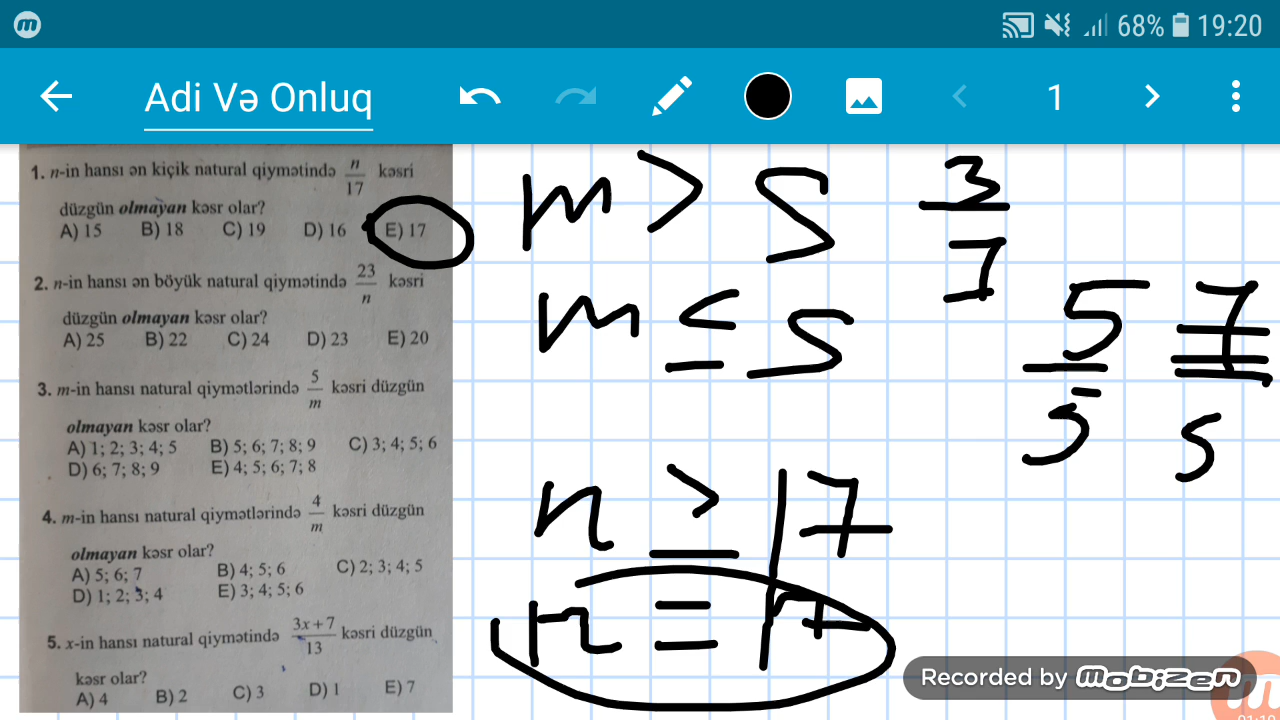 68% 19:20
Adi Və Onluq 1
1. n-in hansı ən kiçik natural qiymətində n/17 kəsri
düzgün olmayan kəsr olar?
A) 15 B) 18 C) 19 D) 16 E) 17
2. n-in hansı ən böyük natural qiymətində 23/n kəsri
düzgün olmayan kəsr olar?
A) 25 B) 22 C) 24 D) 23 E) 20
3. m-in hansı natural qiymətlərində 5/m kəsri düzgün
olmayan kəsr olar?
A) 1; 2; 3; 4; 5 B) 5; 6; 7; 8; 9 C) 3; 4; 5; 6
D) 6; 7; 8; 9 E) 4; 5; 6; 7; 8
4. m-in hansı natural qiymətlərində 4/m kəsri düzgün
olmayan kəsr olar?
A) 5; 6; 7 B) 4; 5; 6 C) 2; 3; 4; 5
D) 1; 2; 3; 4 E) 3; 4; 5; 6
5. x-in hansı natural qiymətində 3x+7/13 kəsri düzgün
kəsr olar?
A) 4 B) 2 C) 3 D) 1 E) 7
m > 5 3/7
m ≤ 5 5/5 7/5
n ≥ 17
n = 17
Recorded by mobizen